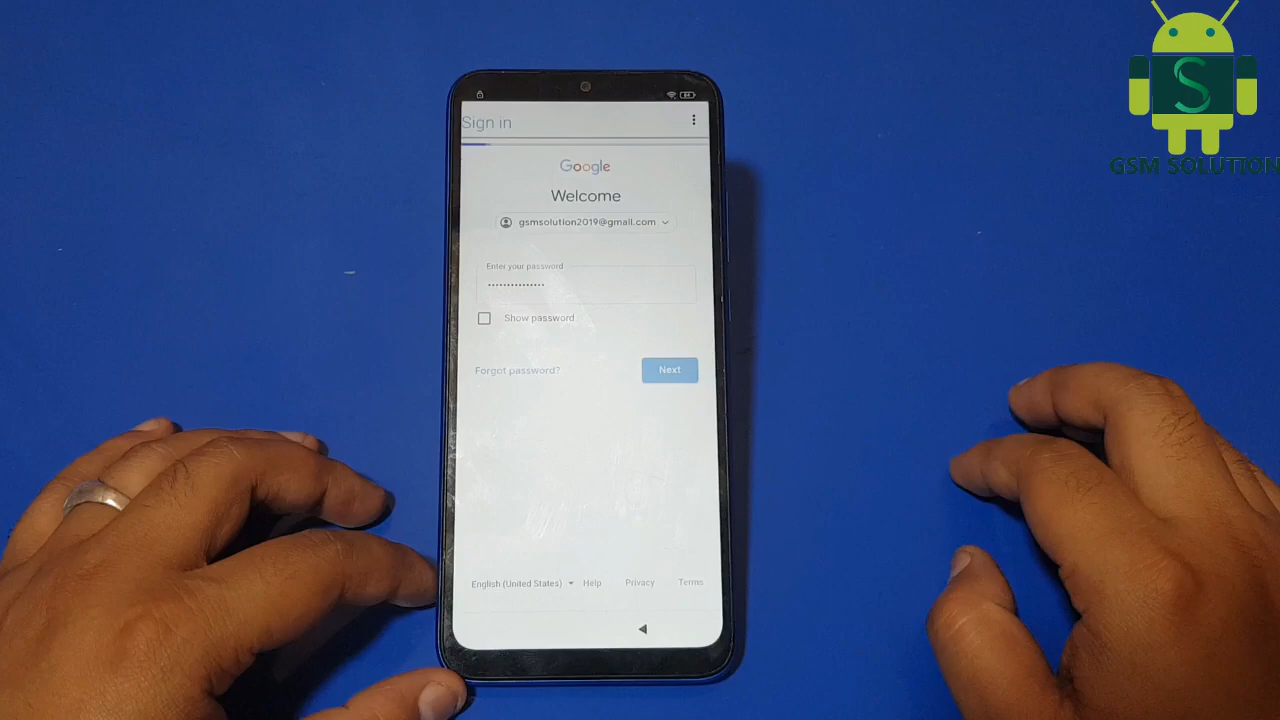 84
Sign in
Google
Welcome
gsmsolution2019@gmail.com
Enter your password
•••••••••••••••
Show password
Forgot password?
Next
English (United States)
Help
Privacy
Terms
S
GSM SOLUTION